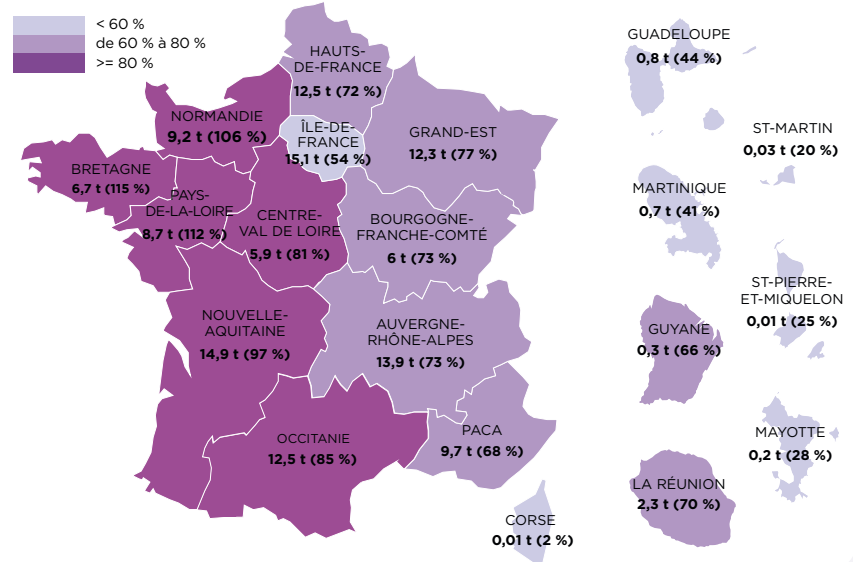 < 60 %
de 60 % à 80 %
>= 80 %
HAUTS-
DE-FRANCE
12,5 t (72 %)
NORMANDIE
9,2 t (106 %)
ÎLE-DE-
FRANCE
15,1 t (54 %)
GRAND-EST
12,3 t (77 %)
BRETAGNE
6,7 t (115 %)
PAYS-
DE-LA-LOIRE
8,7 t (112 %)
CENTRE-
VAL DE LOIRE
5,9 t (81 %)
BOURGOGNE-
FRANCHE-COMTÉ
6 t (73 %)
NOUVELLE-
AQUITAINE
14,9 t (97 %)
AUVERGNE-
RHÔNE-ALPES
13,9 t (73 %)
OCCITANIE
12,5 t (85 %)
PACA
9,7 t (68 %)
CORSE
0,01 t (2 %)
GUADELOUPE
0,8 t (44 %)
ST-MARTIN
0,03 t (20 %)
MARTINIQUE
0,7 t (41 %)
ST-PIERRE-
ET-MIQUELON
0,01 t (25 %)
GUYANE
0,3 t (66 %)
MAYOTTE
0,2 t (28 %)
LA RÉUNION
2,3 t (70 %)